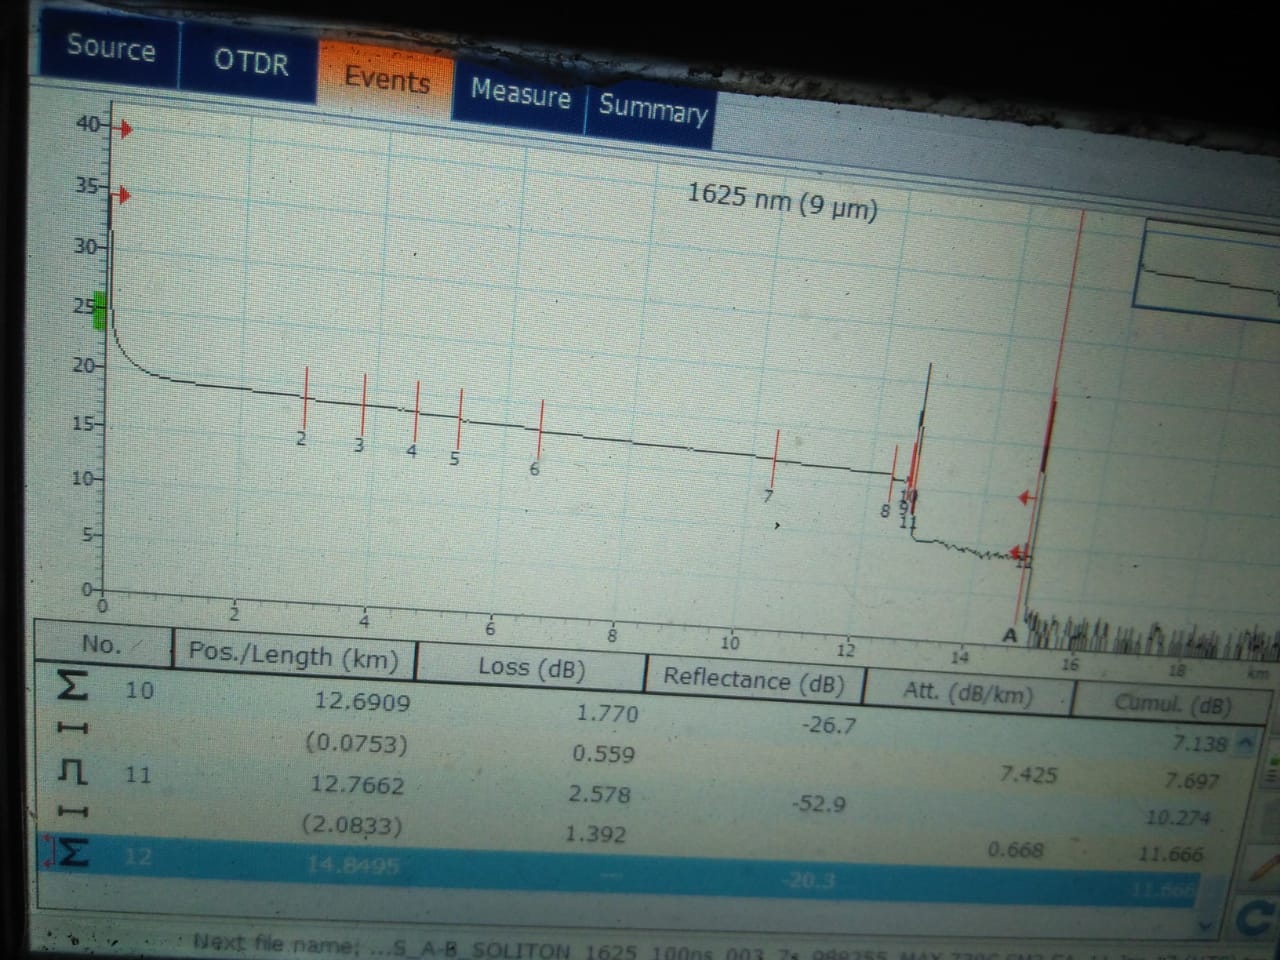 Source OTDR Events Measure Summary
1625 nm (9 µm)
40
35
30
25
20
15
10
5
0
2 3 4 5 6 7 8 10
9
11
12
A
0 2 4 6 8 10 12 14 16 18 km
No. Pos./Length (km) Loss (dB) Reflectance (dB) Att. (dB/km) Cumul. (dB)
Σ 10 12.6909 1.770 -26.7 7.138
(0.0753) 0.559 7.425 7.697
11 12.7662 2.578 -52.9 10.274
(2.0833) 1.392 0.668 11.666
Σ 12 14.8495 --- -20.3 11.666
Next file name: ...S_A-B_SOLITON_1625_100ns_003_7s